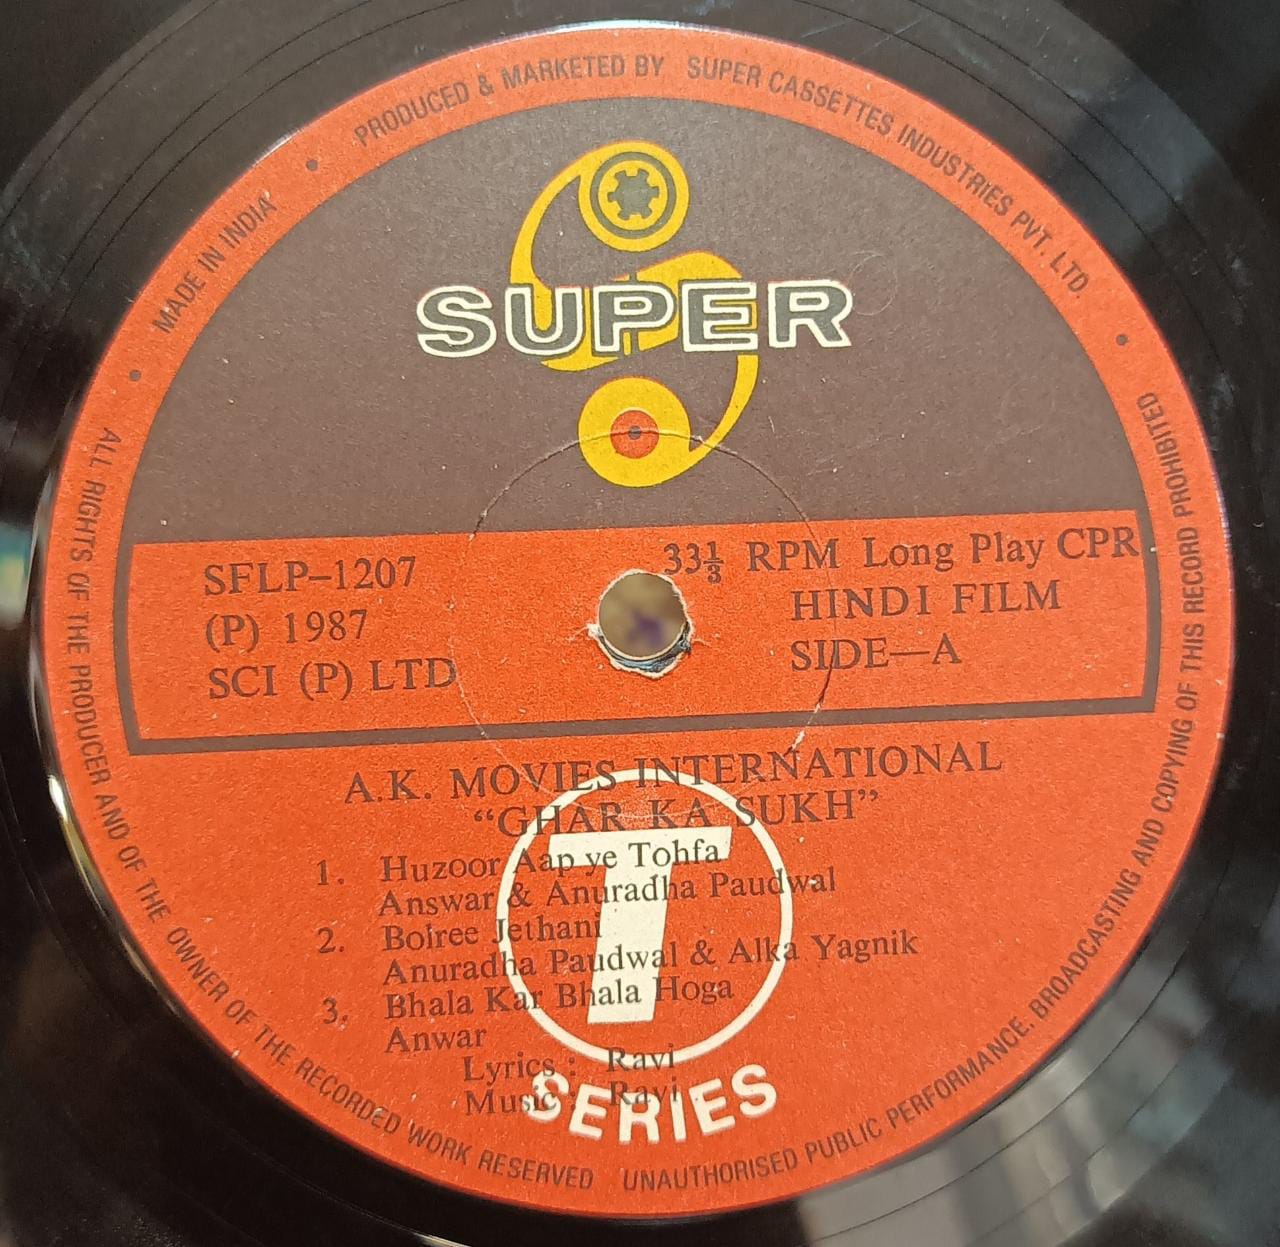 MADE IN INDIA • PRODUCED & MARKETED BY SUPER CASSETTES INDUSTRIES PVT. LTD.
SUPER
SFLP-1207
(P) 1987
SCI (P) LTD
33⅓ RPM Long Play CPR
HINDI FILM
SIDE—A
A.K. MOVIES INTERNATIONAL
“GHAR KA SUKH”
1. Huzoor Aap ye Tohfa
Answar & Anuradha Paudwal
2. Boiree Jethani
Anuradha Paudwal & Alka Yagnik
3. Bhala Kar Bhala Hoga
Anwar
Lyrics : Ravi
Music : Ravi
T
SERIES
ALL RIGHTS OF THE PRODUCER AND OF THE OWNER OF THE RECORDED WORK RESERVED
UNAUTHORISED PUBLIC PERFORMANCE. BROADCASTING AND COPYING OF THIS RECORD PROHIBITED